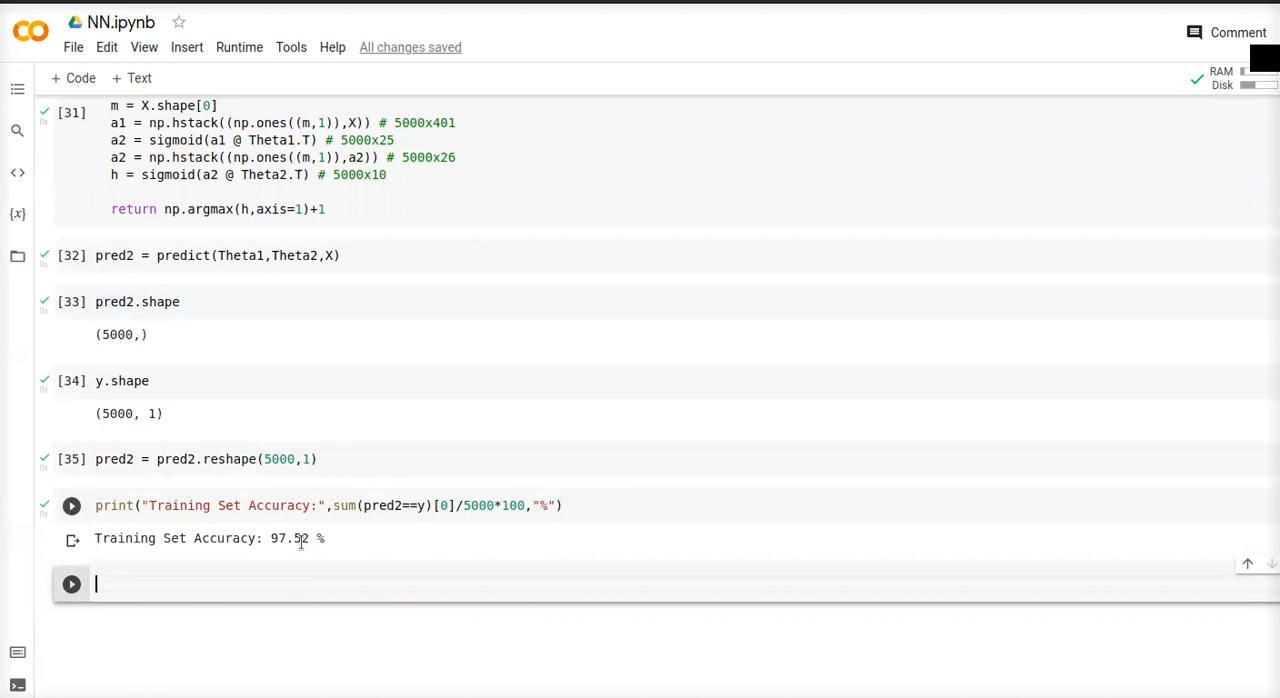 NN.ipynb
Comment
File Edit View Insert Runtime Tools Help All changes saved
+ Code + Text
RAM
Disk
[31] m = X.shape[0]
a1 = np.hstack((np.ones((m,1)),X)) # 5000x401
a2 = sigmoid(a1 @ Theta1.T) # 5000x25
a2 = np.hstack((np.ones((m,1)),a2)) # 5000x26
h = sigmoid(a2 @ Theta2.T) # 5000x10
return np.argmax(h,axis=1)+1
[32] pred2 = predict(Theta1,Theta2,X)
[33] pred2.shape
(5000,)
[34] y.shape
(5000, 1)
[35] pred2 = pred2.reshape(5000,1)
print("Training Set Accuracy:",sum(pred2==y)[0]/5000*100,"%")
Training Set Accuracy: 97.52 %